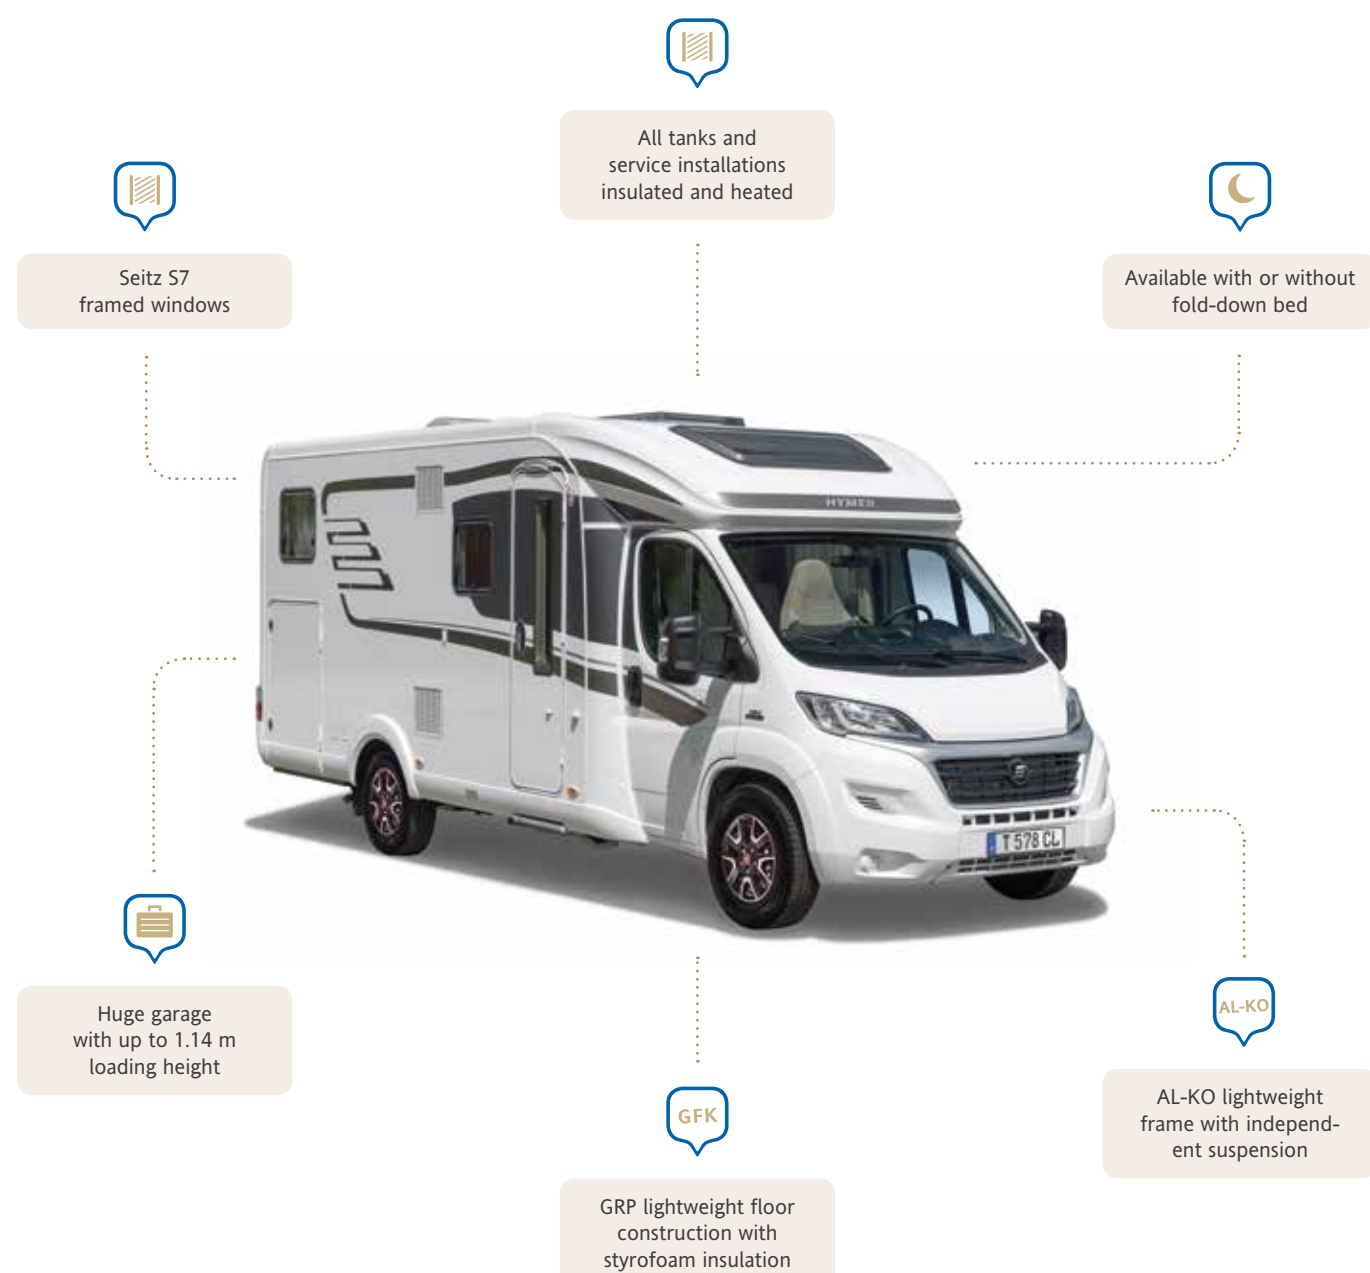 All tanks and
service installations
insulated and heated
Seitz S7
framed windows
Available with or without
fold-down bed
HYMER
T 578 CL
Huge garage
with up to 1.14 m
loading height
AL-KO
AL-KO lightweight
frame with independ-
ent suspension
GFK
GRP lightweight floor
construction with
styrofoam insulation